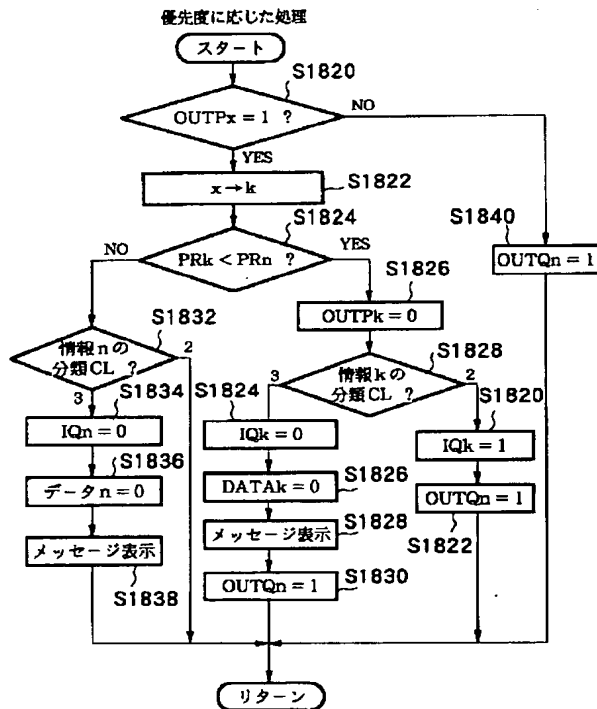 優先度に応じた処理
スタート
S1820
OUTPx = 1 ?
NO
YES
x→k
S1822
S1824
S1840
PRk < PRn ?
NO
YES
OUTQn = 1
S1826
OUTPk = 0
S1832
情報nの
分類CL ?
2
3
S1828
情報kの
分類CL ?
3
2
S1834
IQn = 0
S1824
IQk = 0
S1820
IQk = 1
S1836
データn = 0
DATAk = 0
S1826
OUTQn = 1
S1822
メッセージ表示
S1838
メッセージ表示
S1828
OUTQn = 1
S1830
リターン